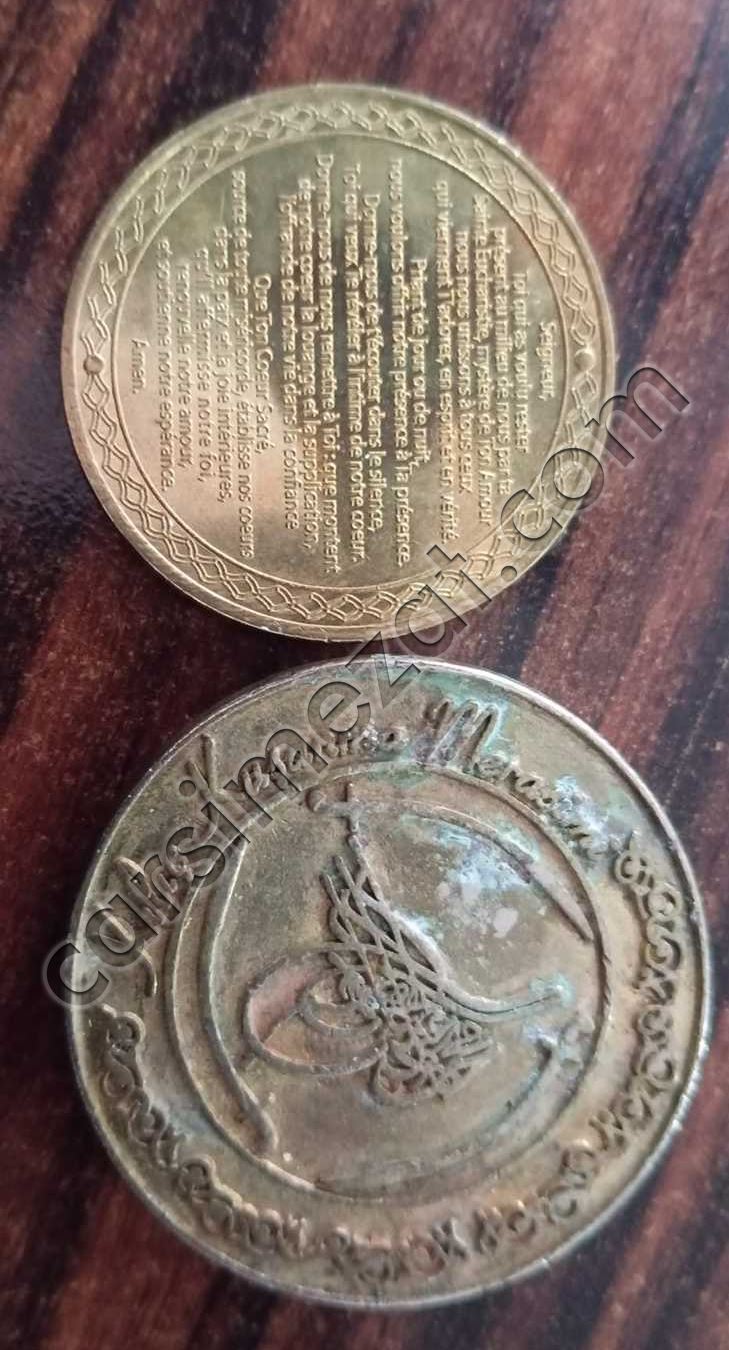 Seigneur,
Toi qui as voulu rester
présent au milieu de nous par ta
Sainte Eucharistie, mystère de Ton Amour
nous nous unissons à tous ceux
qui viennent T'adorer, en esprit et en vérité.
Priant de jour ou de nuit,
nous voulons offrir notre présence à ta présence.
Donne-nous de t'écouter dans le silence,
Toi qui veux te révéler à l'intime de notre coeur.
Donne-nous de nous remettre à Toi : que montent
de notre coeur la louange et la supplication,
l'offrande de notre vie dans la confiance
Que Ton Coeur Sacré,
source de toute miséricorde, établisse nos coeurs
dans la paix et la joie intérieures,
qu'il affermisse notre foi,
renouvelle notre amour,
et soutienne notre espérance.
Amen.
Merasimi
carsimezat.com